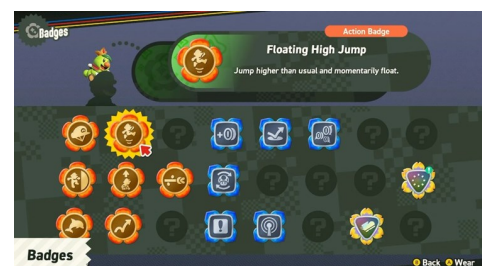 Badges
Action Badge
Floating High Jump
Jump higher than usual and momentarily float.
? ? ?
+
? ? ?
? ?
!
?
Badges
B Back A Wear